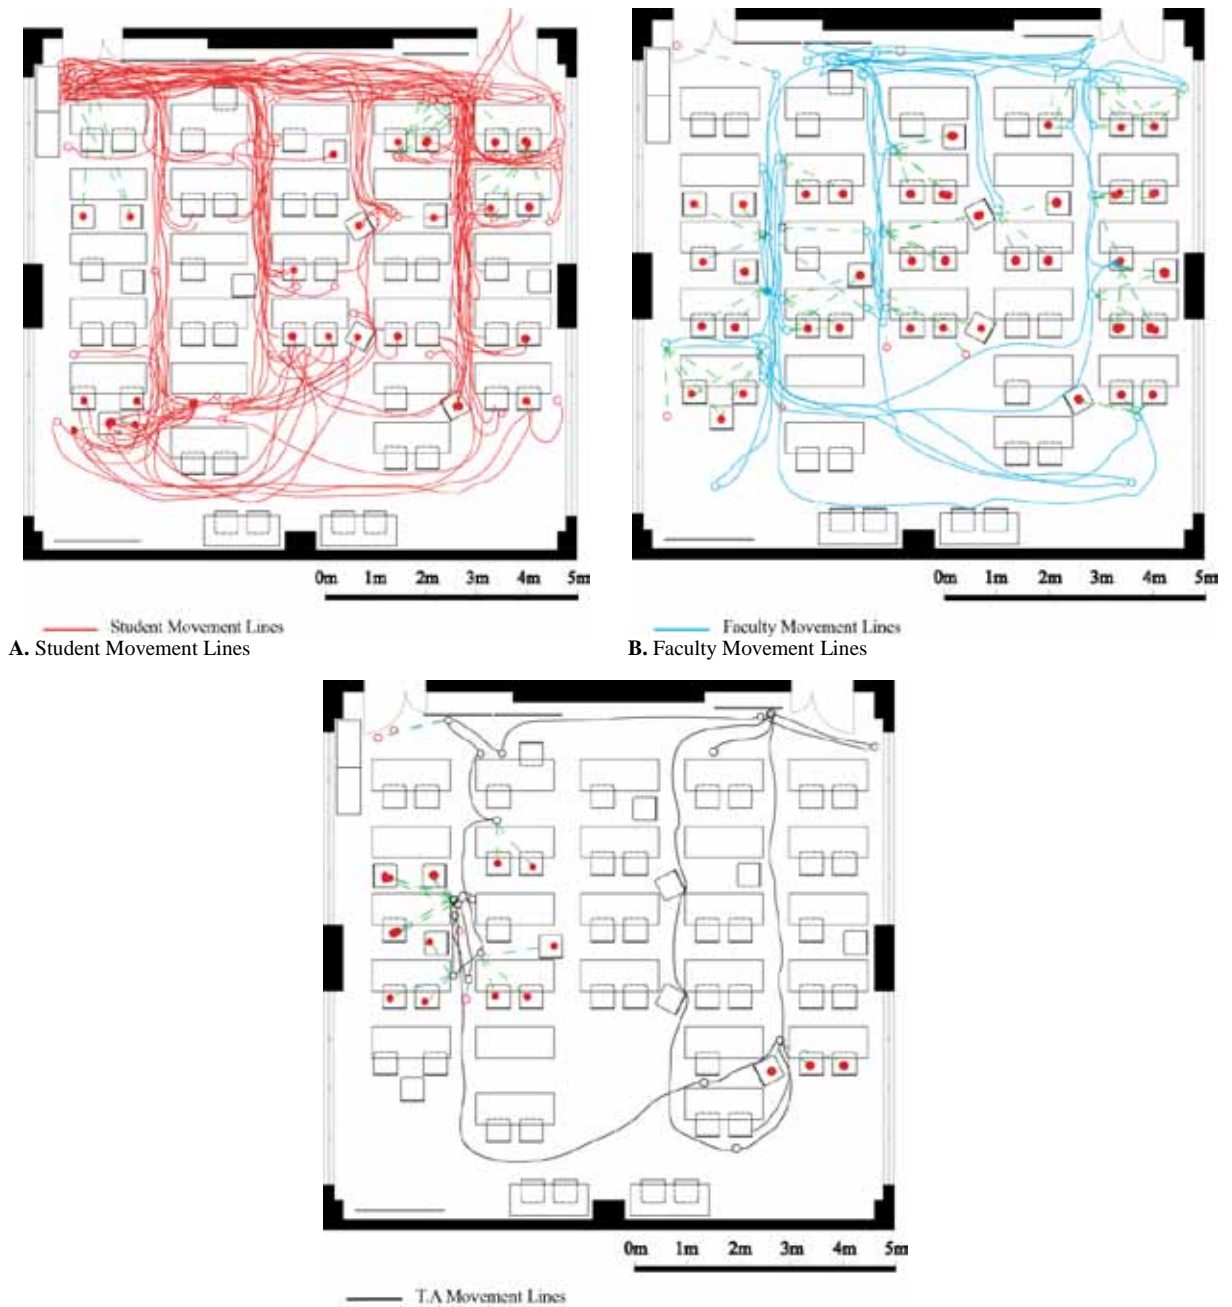 0m 1m 2m 3m 4m 5m
Student Movement Lines
A. Student Movement Lines
0m 1m 2m 3m 4m 5m
Faculty Movement Lines
B. Faculty Movement Lines
0m 1m 2m 3m 4m 5m
T.A Movement Lines